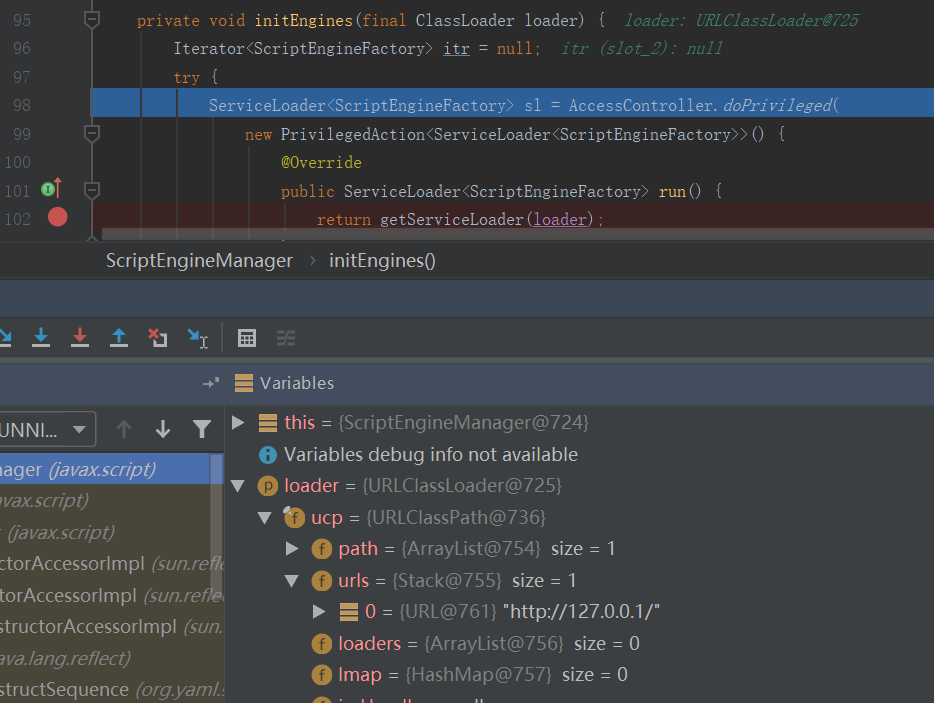 95 private void initEngines(final ClassLoader loader) { loader: URLClassLoader@725
96 Iterator<ScriptEngineFactory> itr = null; itr (slot_2): null
97 try {
98 ServiceLoader<ScriptEngineFactory> sl = AccessController.doPrivileged(
99 new PrivilegedAction<ServiceLoader<ScriptEngineFactory>>() {
100 @Override
101 public ServiceLoader<ScriptEngineFactory> run() {
102 return getServiceLoader(loader);
ScriptEngineManager › initEngines()
Variables
UNNI...
this = {ScriptEngineManager@724}
Variables debug info not available
loader = {URLClassLoader@725}
ucp = {URLClassPath@736}
path = {ArrayList@754} size = 1
urls = {Stack@755} size = 1
0 = {URL@761} "http://127.0.0.1/"
loaders = {ArrayList@756} size = 0
lmap = {HashMap@757} size = 0
nager (javax.script)
avax.script)
(javax.script)
ctorAccessorImpl (sun.refle
torAccessorImpl (sun.refle
structorAccessorImpl (sun.
ava.lang.reflect)
structSequence (org.yaml.s